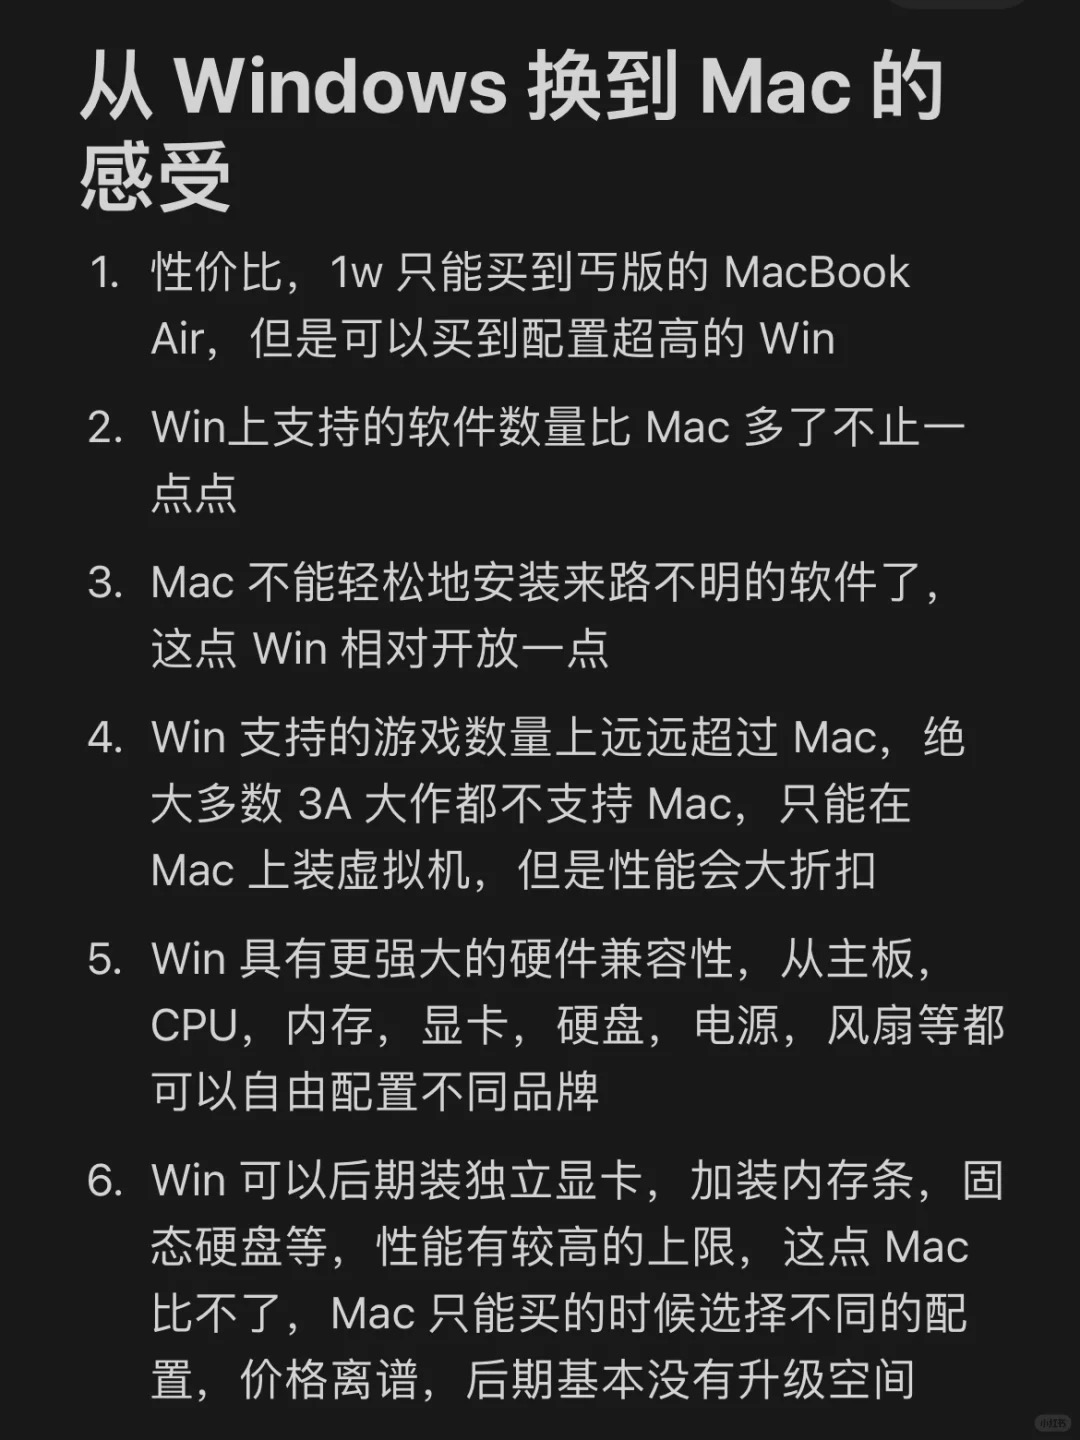 从 Windows 换到 Mac 的
感受
1. 性价比，1w 只能买到丐版的 MacBook
Air，但是可以买到配置超高的 Win
2. Win上支持的软件数量比 Mac 多了不止一
点点
3. Mac 不能轻松地安装来路不明的软件了，
这点 Win 相对开放一点
4. Win 支持的游戏数量上远远超过 Mac，绝
大多数 3A 大作都不支持 Mac，只能在
Mac 上装虚拟机，但是性能会大折扣
5. Win 具有更强大的硬件兼容性，从主板，
CPU，内存，显卡，硬盘，电源，风扇等都
可以自由配置不同品牌
6. Win 可以后期装独立显卡，加装内存条，固
态硬盘等，性能有较高的上限，这点 Mac
比不了，Mac 只能买的时候选择不同的配
置，价格离谱，后期基本没有升级空间
小红书